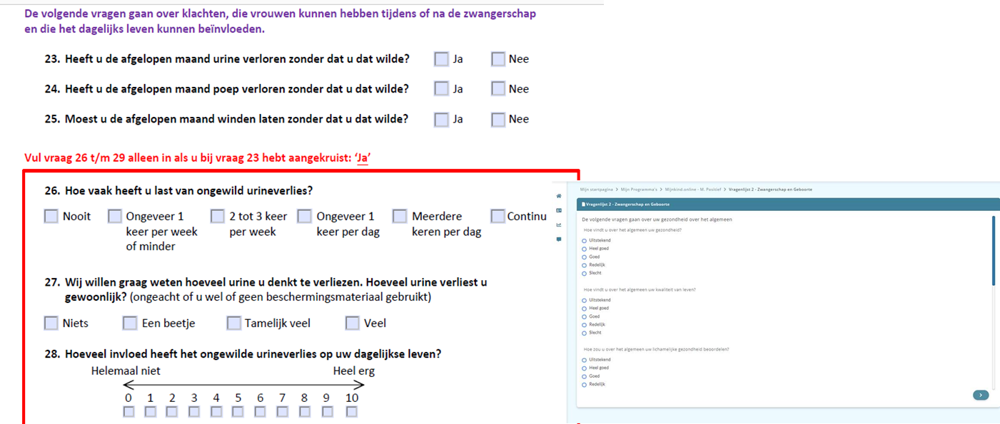 De volgende vragen gaan over klachten, die vrouwen kunnen hebben tijdens of na de zwangerschap
en die het dagelijks leven kunnen beïnvloeden.
23. Heeft u de afgelopen maand urine verloren zonder dat u dat wilde? Ja Nee
24. Heeft u de afgelopen maand poep verloren zonder dat u dat wilde? Ja Nee
25. Moest u de afgelopen maand winden laten zonder dat u dat wilde? Ja Nee
Vul vraag 26 t/m 29 alleen in als u bij vraag 23 hebt aangekruist: ‘Ja’
26. Hoe vaak heeft u last van ongewild urineverlies?
Nooit Ongeveer 1 2 tot 3 keer Ongeveer 1 Meerdere Continu
keer per week per week keer per dag keren per dag
of minder
27. Wij willen graag weten hoeveel urine u denkt te verliezen. Hoeveel urine verliest u
gewoonlijk? (ongeacht of u wel of geen beschermingsmateriaal gebruikt)
Niets Een beetje Tamelijk veel Veel
28. Hoeveel invloed heeft het ongewilde urineverlies op uw dagelijkse leven?
Helemaal niet Heel erg
0 1 2 3 4 5 6 7 8 9 10
Mijn startpagina > Mijn Programma's > Mijnkind.online - M. Positief > Vragenlijst 2 - Zwangerschap en Geboorte
Vragenlijst 2 - Zwangerschap en Geboorte
De volgende vragen gaan over uw gezondheid over het algemeen
Hoe vindt u over het algemeen uw gezondheid?
Uitstekend
Heel goed
Goed
Redelijk
Slecht
Hoe vindt u over het algemeen uw kwaliteit van leven?
Uitstekend
Heel goed
Goed
Redelijk
Slecht
Hoe zou u over het algemeen uw lichamelijke gezondheid beoordelen?
Uitstekend
Heel goed
Goed
Redelijk